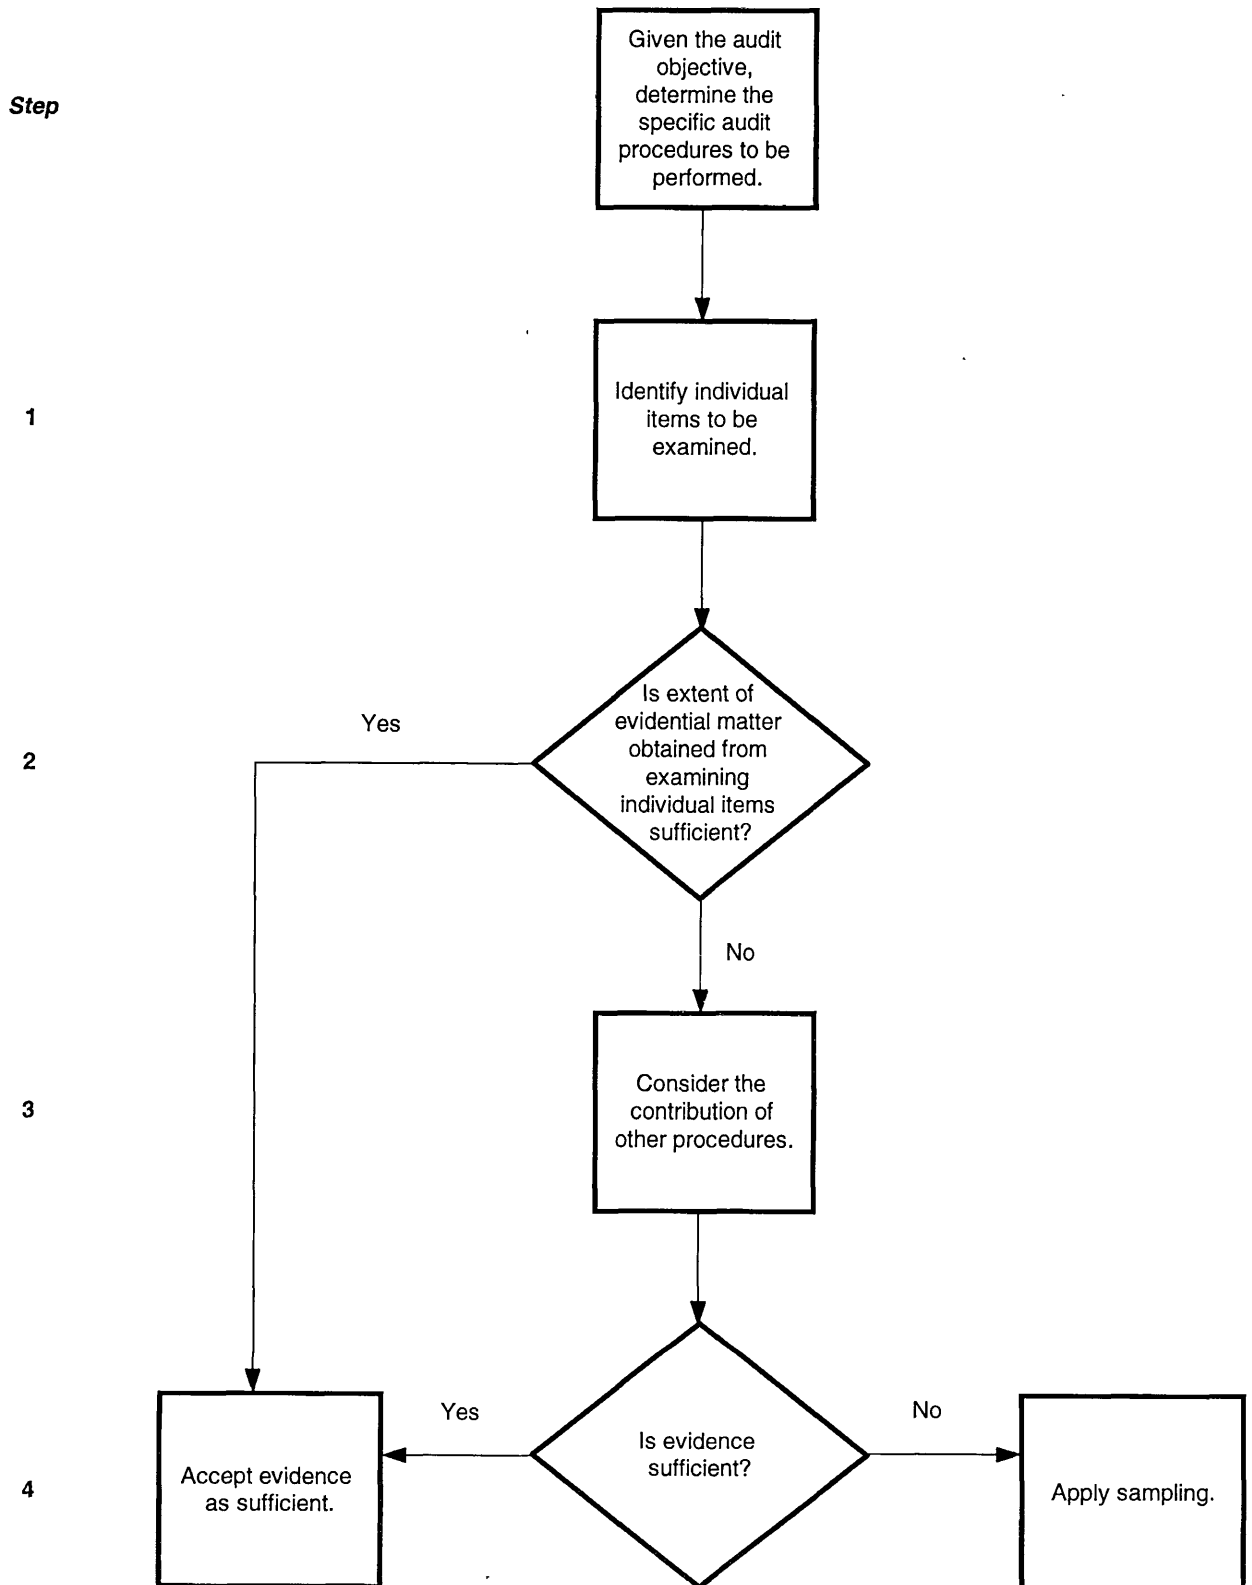 Given the audit
objective,
determine the
specific audit
procedures to be
performed.
Step
Identify individual
items to be
examined.
1
Is extent of
evidential matter
obtained from
examining
individual items
sufficient?
Yes
2
No
Consider the
contribution of
other procedures.
3
Yes
No
Is evidence
sufficient?
Accept evidence
as sufficient.
Apply sampling.
4